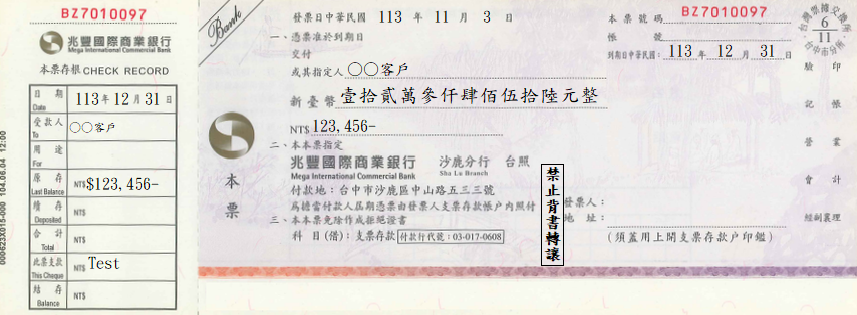 BZ7010097
兆豐國際商業銀行
Mega International Commercial Bank
本票存根 CHECK RECORD
日期 Date 113 年 12 月 31 日
受款人 To ○○客戶
用途 For
原存 Last Balance NT$ $123,456-
續存 Deposited NT$
合計 Total NT$
此票支款 This Cheque NT$ Test
結存 Balance NT$
000623X015-000 104.06.04 12:00
Bank
發票日中華民國 113 年 11 月 3 日
本票號碼 BZ7010097
帳號
到期日中華民國: 113 年 12 月 31 日
台灣票據交換所
6
11
台中市分所
一、憑票准於到期日
交付
或其指定人 ○○客戶
新臺幣 壹拾貳萬參仟肆佰伍拾陸元整
NT$ 123,456-
二、本本票指定
兆豐國際商業銀行 沙鹿分行 台照
Mega International Commercial Bank Sha Lu Branch
付款地：台中市沙鹿區中山路五三三號
為擔當付款人屆期憑票由發票人支票存款帳户內照付
三、本本票免除作成拒絕證書
科目(借)：支票存款 付款行代號：03-017-0608
本票
禁止背書轉讓
發票人：
地址：
(須蓋用上開支票存款户印鑑)
驗印
記帳
營業
會計
經副襄理